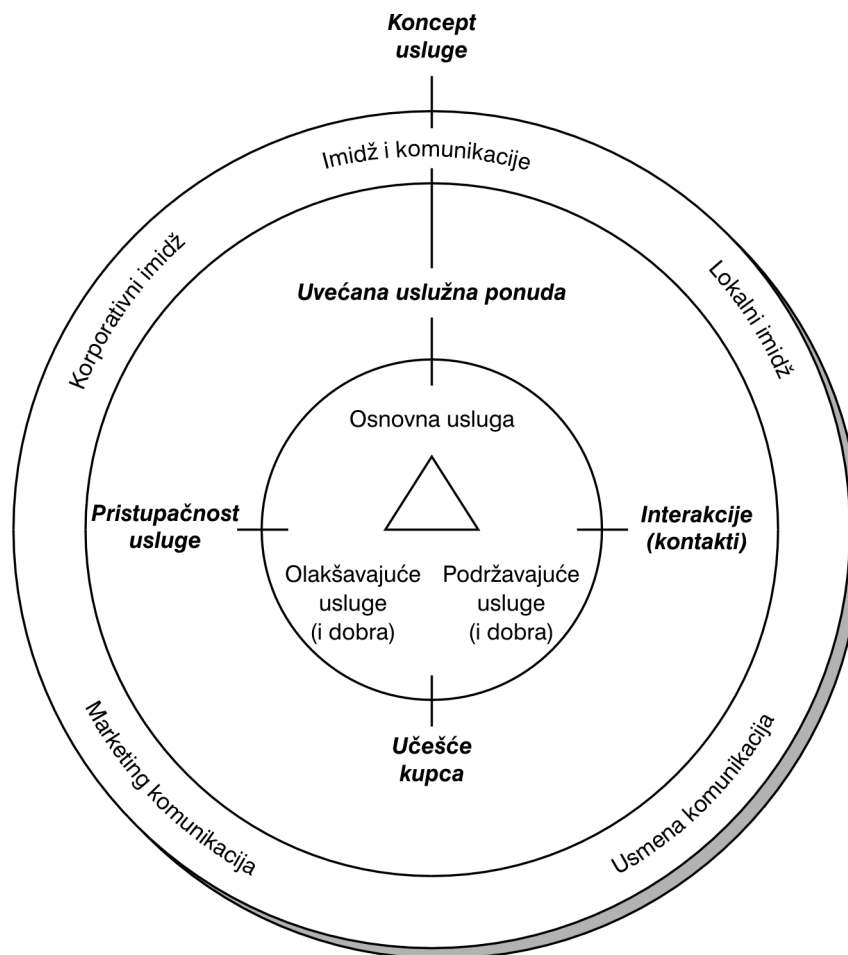 Koncept
usluge
Imidž i komunikacije
Korporativni imidž
Lokalni imidž
Uvećana uslužna ponuda
Osnovna usluga
Pristupačnost
usluge
Interakcije
(kontakti)
Olakšavajuće
usluge
(i dobra)
Podržavajuće
usluge
(i dobra)
Učešće
kupca
Marketing komunikacija
Usmena komunikacija